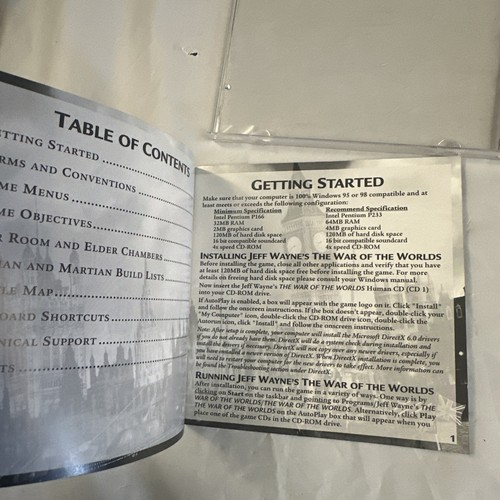 TABLE OF CONTENTS
ETTING STARTED
RMS AND CONVENTIONS
ME MENUS
ME OBJECTIVES
R ROOM AND ELDER CHAMBERS
AN AND MARTIAN BUILD LISTS
LE MAP
OARD SHORTCUTS
NICAL SUPPORT
TS
GETTING STARTED
Make sure that your computer is 100% Windows 95 or 98 compatible and at
least meets or exceeds the following configuration:
Minimum Specification Recommend Specification
Intel Pentium P166 Intel Pentium P233
32MB RAM 64MB RAM
2MB graphics card 4MB graphics card
120MB of hard disk space 120MB of hard disk space
16 bit compatible soundcard 16 bit compatible soundcard
4x speed CD-ROM 4x speed CD-ROM
INSTALLING JEFF WAYNE'S THE WAR OF THE WORLDS
Before installing the game, close all other applications and verify that you have
at least 120MB of hard disk space free before installing the game. For more
details on freeing hard disk space please consult your Windows manual.
Now insert the Jeff Wayne's THE WAR OF THE WORLDS Human CD (CD 1)
into your CD-ROM drive.
If AutoPlay is enabled, a box will appear with the game logo on it. Click "Install"
and follow the onscreen instructions. If the box doesn't appear, double-click your
"My Computer" icon, double-click the CD-ROM drive icon, double-click the
Autorun icon, click "Install" and follow the onscreen instructions.
Note: After setup is complete, your computer will install the Microsoft DirectX 6.0 drivers
if you do not already have them. DirectX will do a system check during installation and
install the drivers if necessary. DirectX will not copy over any newer drivers, especially if
you have installed a newer version of DirectX. When DirectX installation is complete, you
will need to restart your computer for the new drivers to take effect. More information can
be found the Troubleshooting section under DirectX.
RUNNING JEFF WAYNE'S THE WAR OF THE WORLDS
After installation, you can run the game in a variety of ways. One way is by
clicking on Start on the taskbar and pointing to Programs/Jeff Wayne's THE
WAR OF THE WORLDS/THE WAR OF THE WORLDS. Alternatively, click Play
THE WAR OF THE WORLDS on the AutoPlay box that will appear when you
place one of the game CDs in the CD-ROM drive.
1